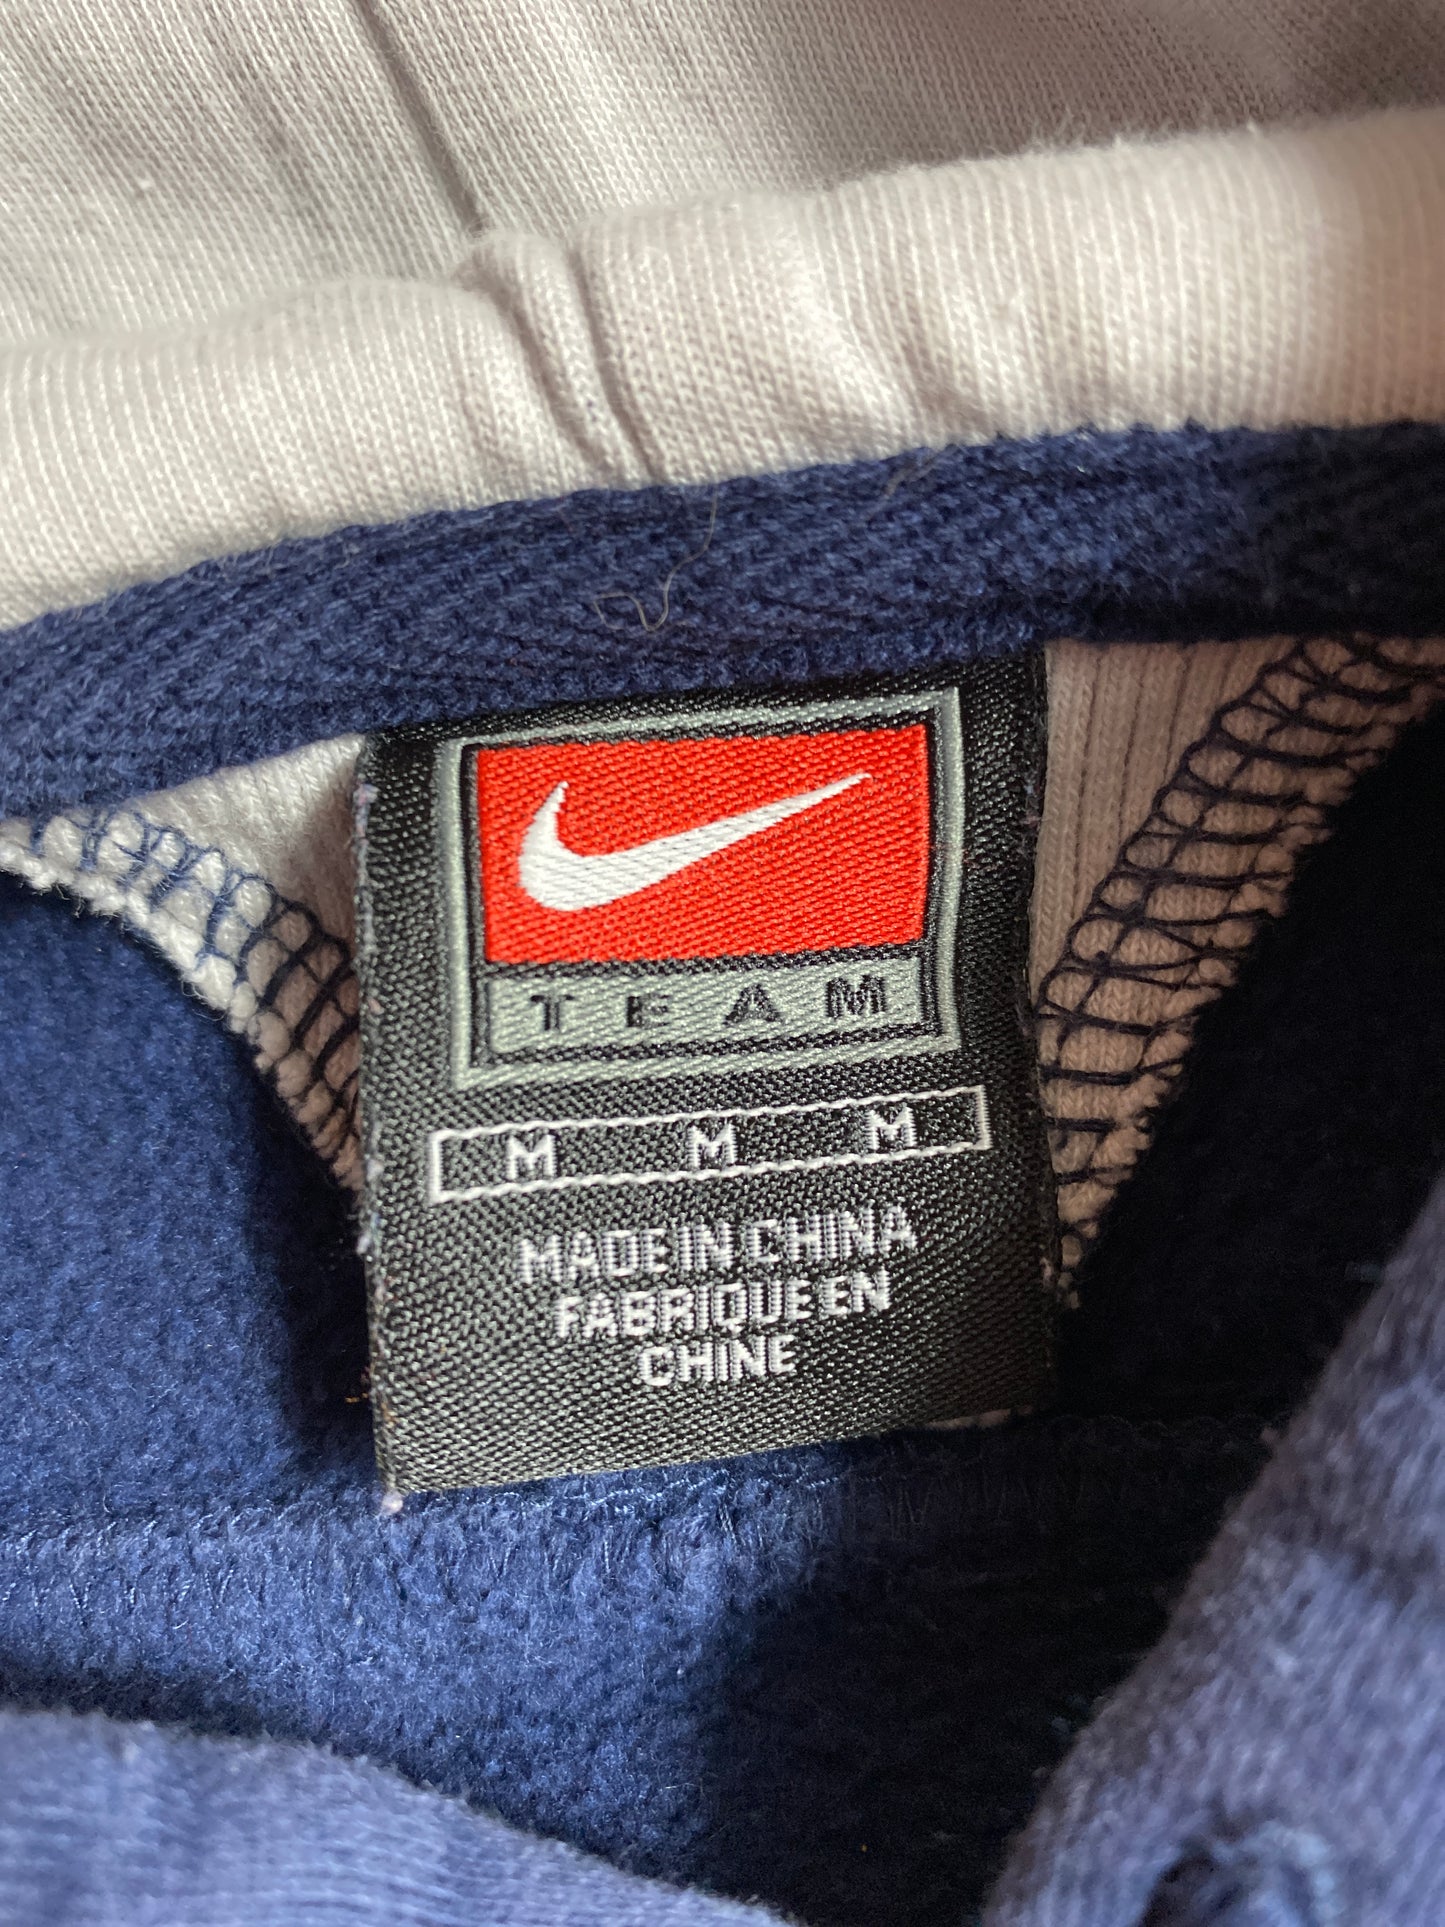 TEAM
M M M
MADE IN CHINA
FABRIQUE EN
CHINE